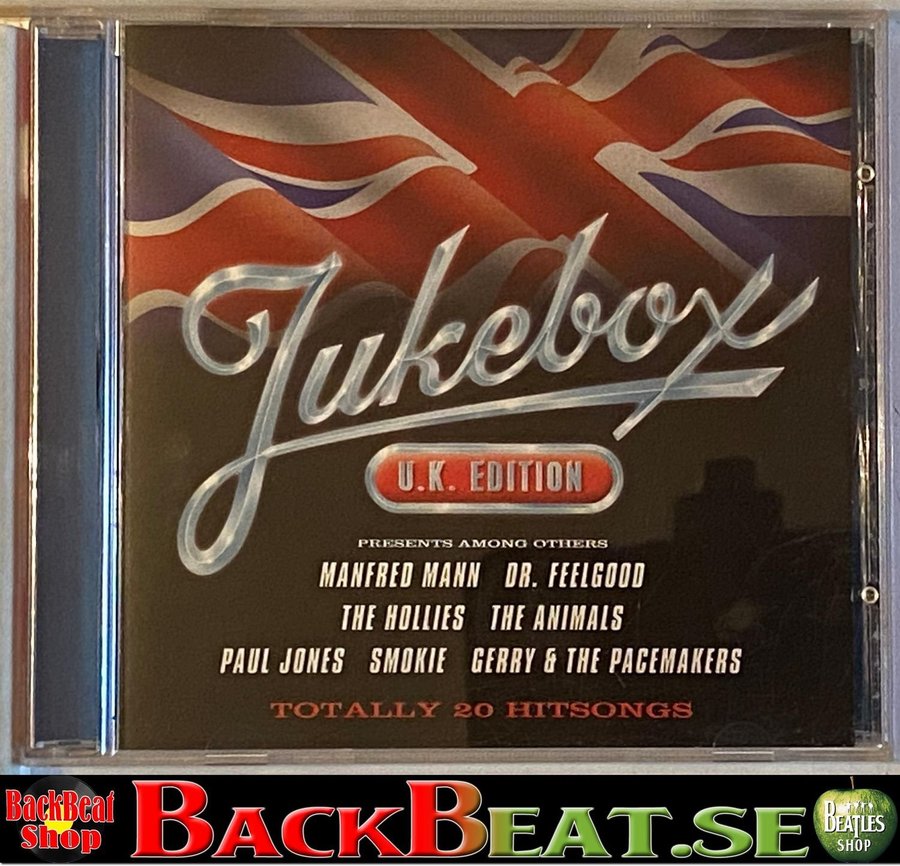 Jukebox
U.K. EDITION
PRESENTS AMONG OTHERS
MANFRED MANN DR. FEELGOOD
THE HOLLIES THE ANIMALS
PAUL JONES SMOKIE GERRY & THE PACEMAKERS
TOTALLY 20 HITSONGS
BackBeat
Shop
BACKBEAT.SE
BEATLES
SHOP